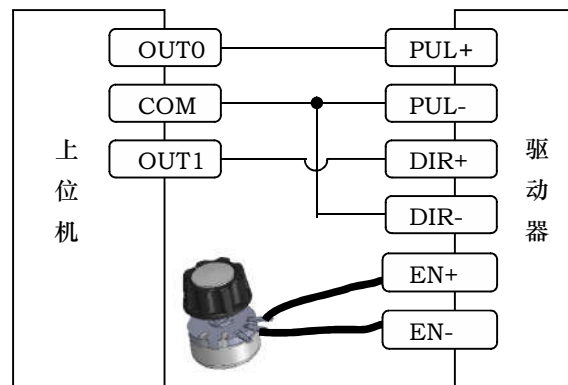 OUT0
PUL+
COM
PUL-
OUT1
DIR+
DIR-
EN+
EN-
上位机
驱动器